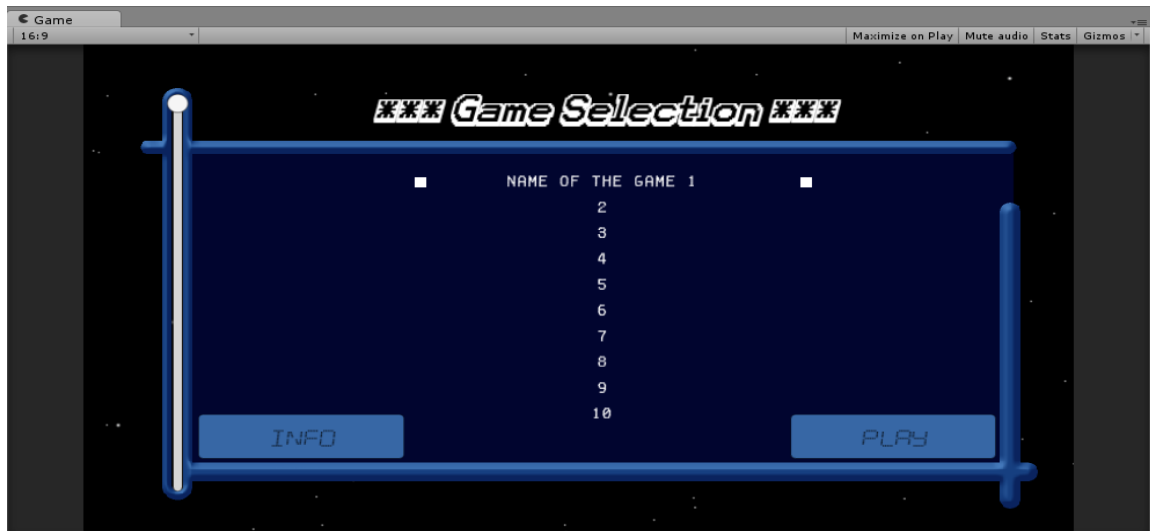 Game
16:9 Maximize on Play Mute audio Stats Gizmos
*** Game Selection ***
NAME OF THE GAME 1
2
3
4
5
6
7
8
9
10
INFO PLAY